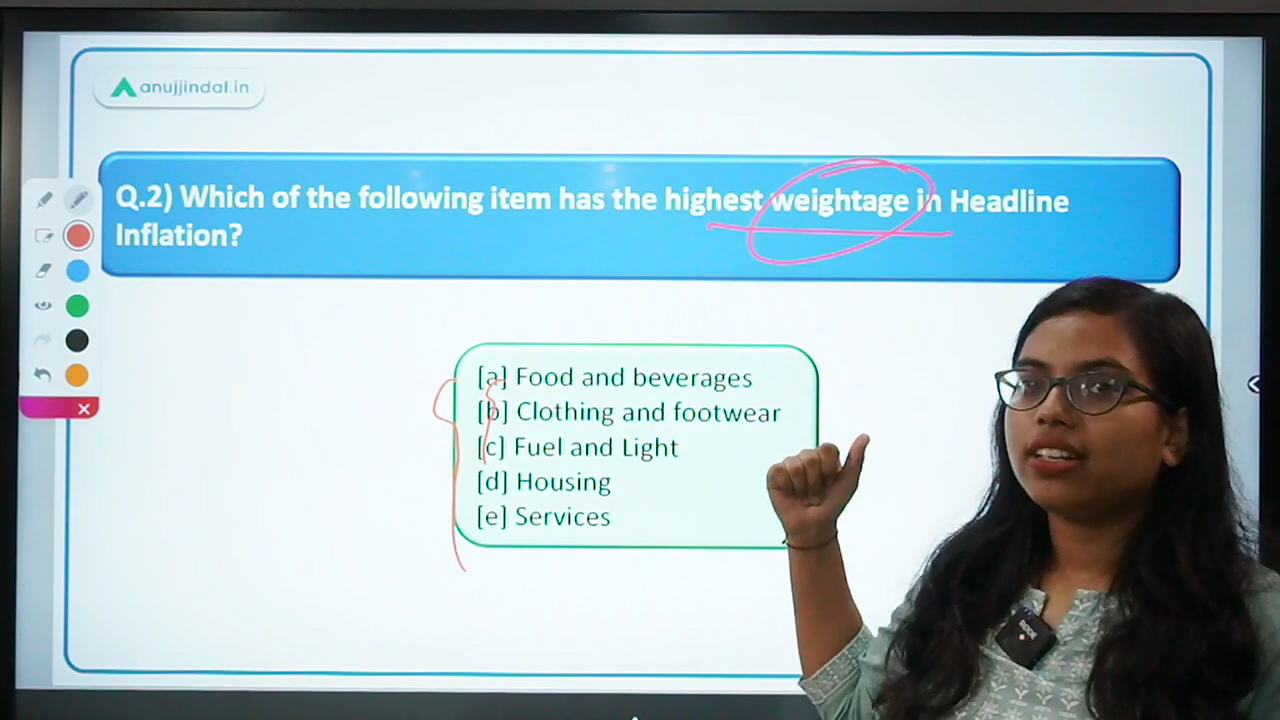 anujjindal.in
Q.2) Which of the following item has the highest weightage in Headline
Inflation?
[a] Food and beverages
[b] Clothing and footwear
[c] Fuel and Light
[d] Housing
[e] Services
RODE